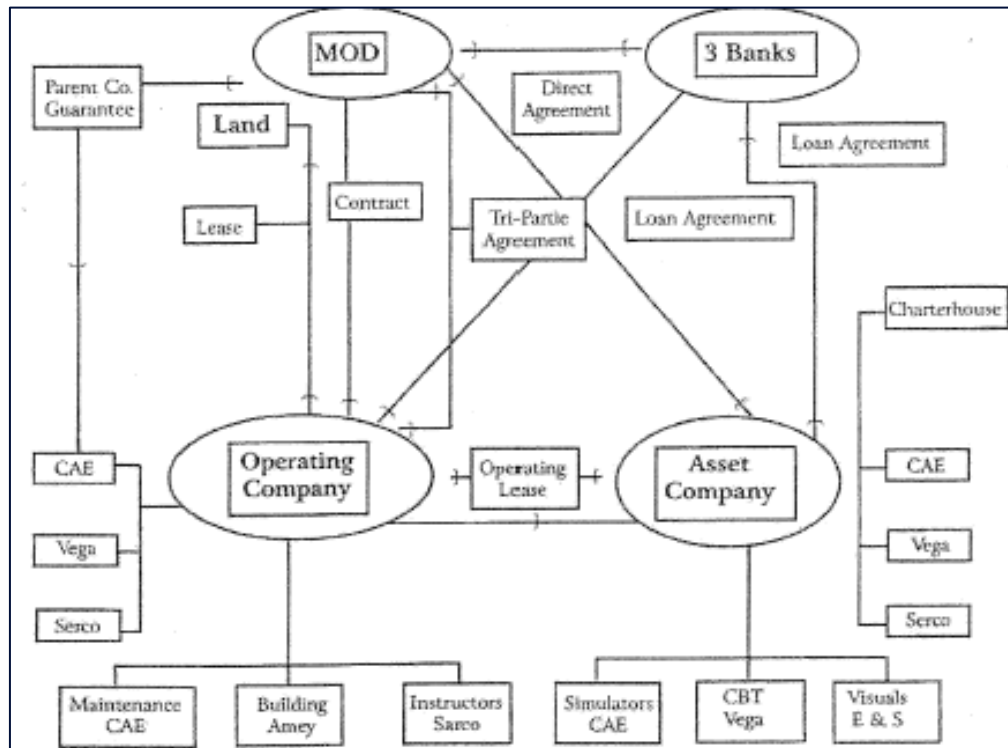 MOD
3 Banks
Parent Co.
Guarantee
Direct
Agreement
Land
Loan Agreement
Contract
Lease
Tri-Partie
Agreement
Loan Agreement
Charterhouse
Operating
Company
Operating
Lease
Asset
Company
CAE
CAE
Vega
Vega
Serco
Serco
Maintenance
CAE
Building
Amey
Instructors
Sarco
Simulators
CAE
CBT
Vega
Visuals
E & S